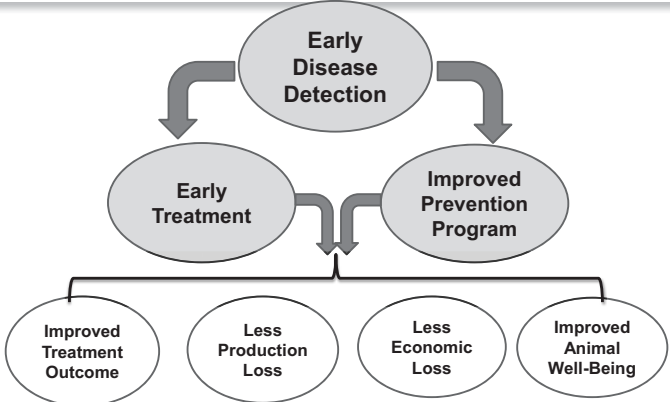 Early
Disease
Detection
Early
Treatment
Improved
Prevention
Program
Improved
Treatment
Outcome
Less
Production
Loss
Less
Economic
Loss
Improved
Animal
Well-Being